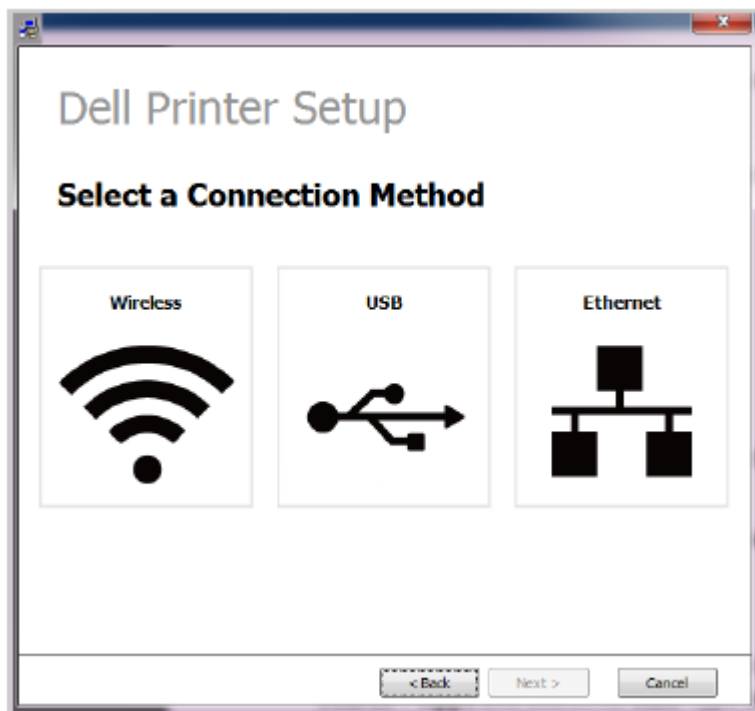 Dell Printer Setup
Select a Connection Method
Wireless USB Ethernet
< Back Next > Cancel